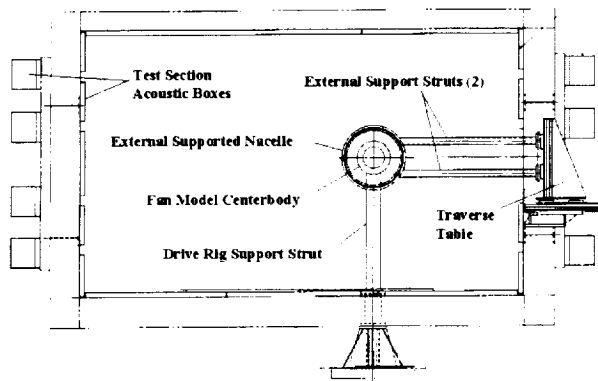 Test Section
Acoustic Boxes
External Support Struts (2)
External Supported Nacelle
Fan Model Centerbody
Traverse
Table
Drive Rig Support Strut